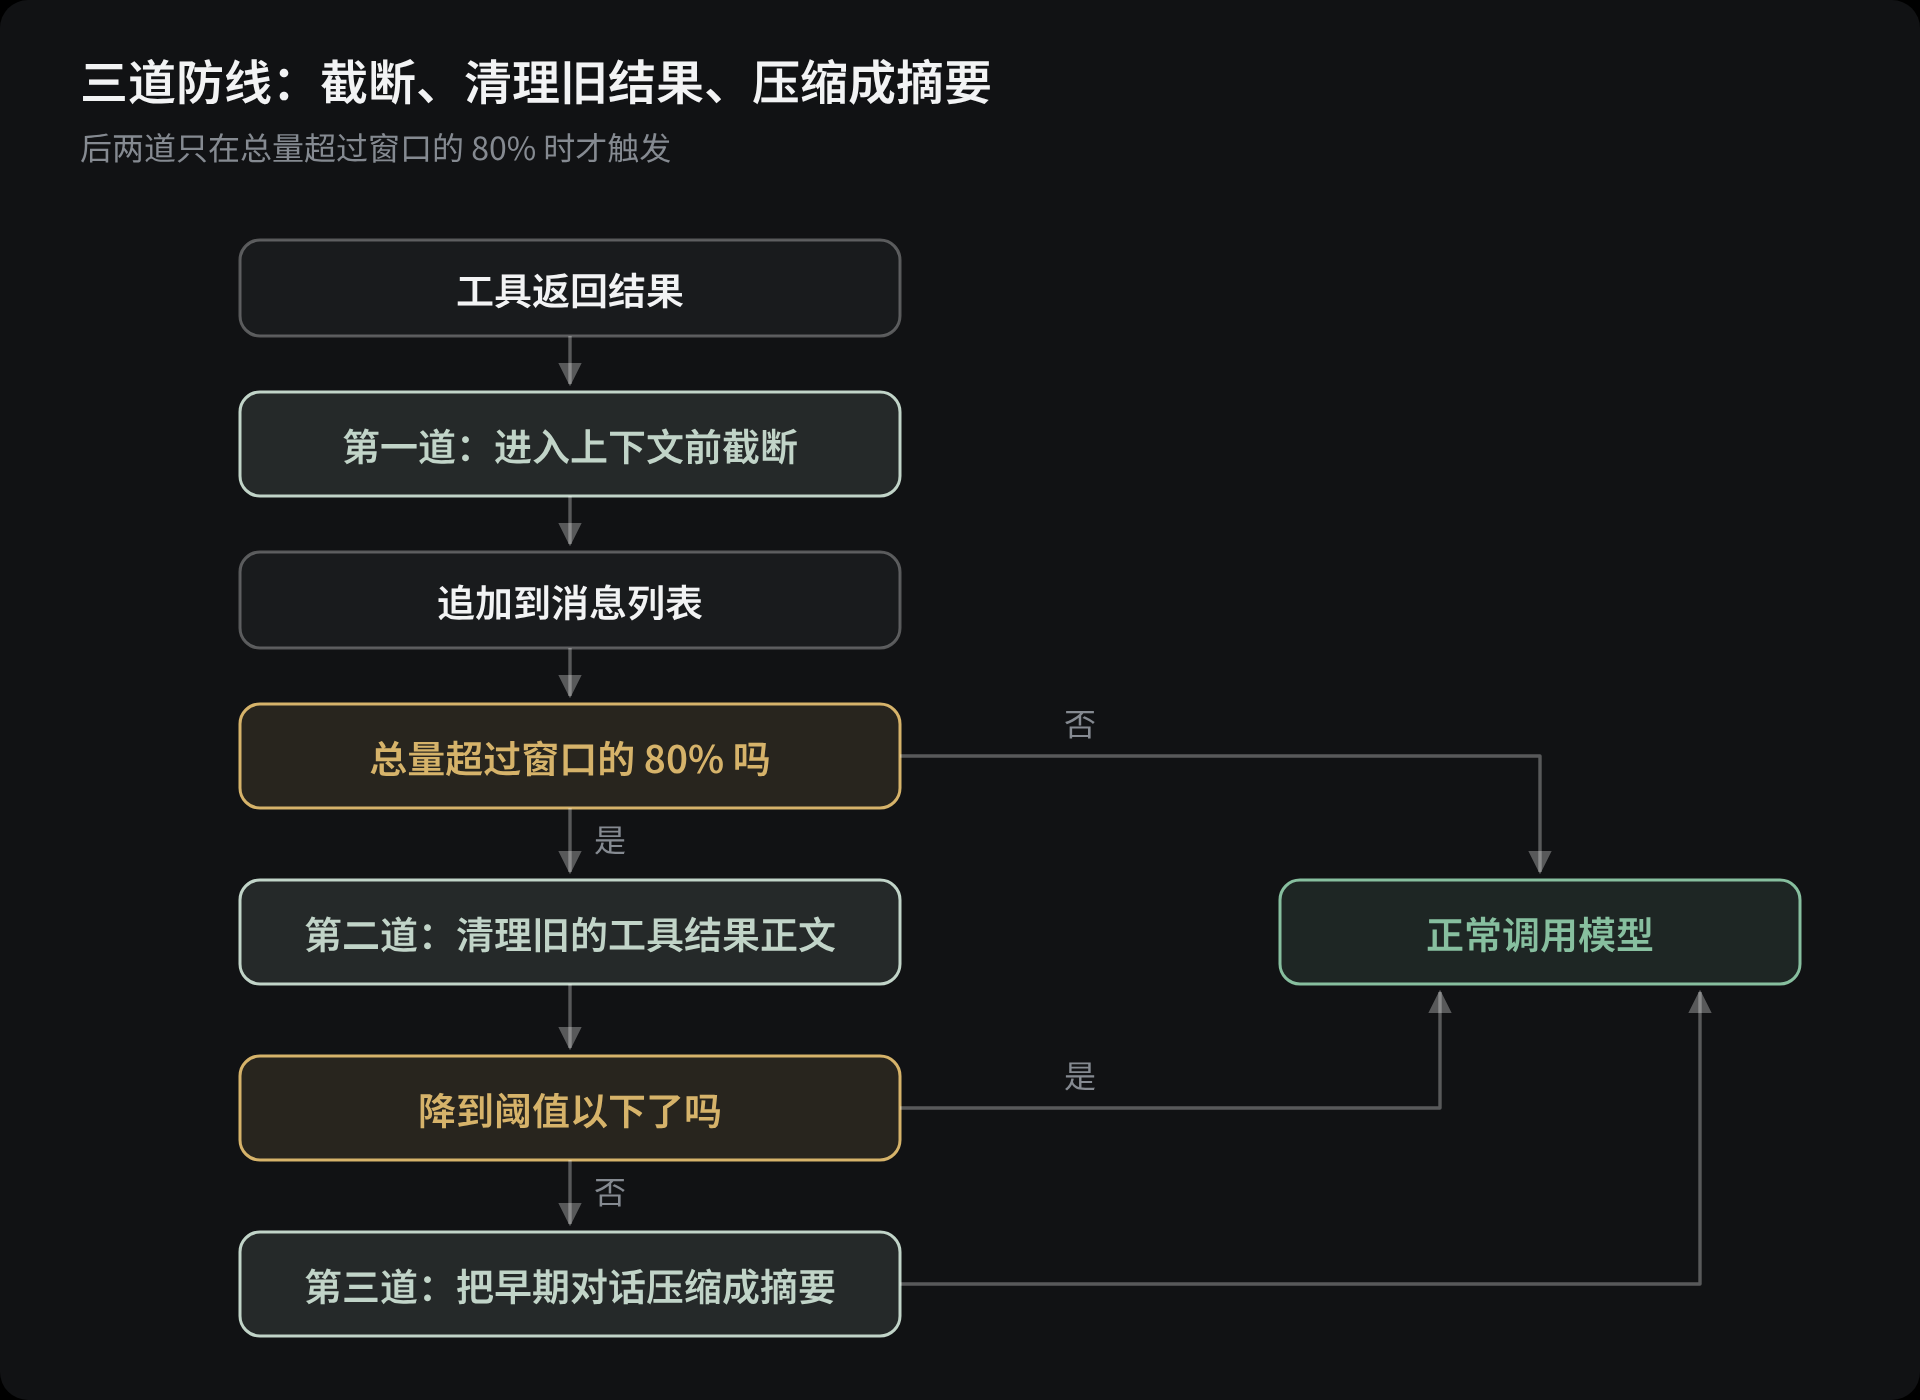 三道防线：截断、清理旧结果、压缩成摘要
后两道只在总量超过窗口的 80% 时才触发
工具返回结果
第一道：进入上下文前截断
追加到消息列表
总量超过窗口的 80% 吗
否
是
第二道：清理旧的工具结果正文
正常调用模型
降到阈值以下了吗
是
否
第三道：把早期对话压缩成摘要